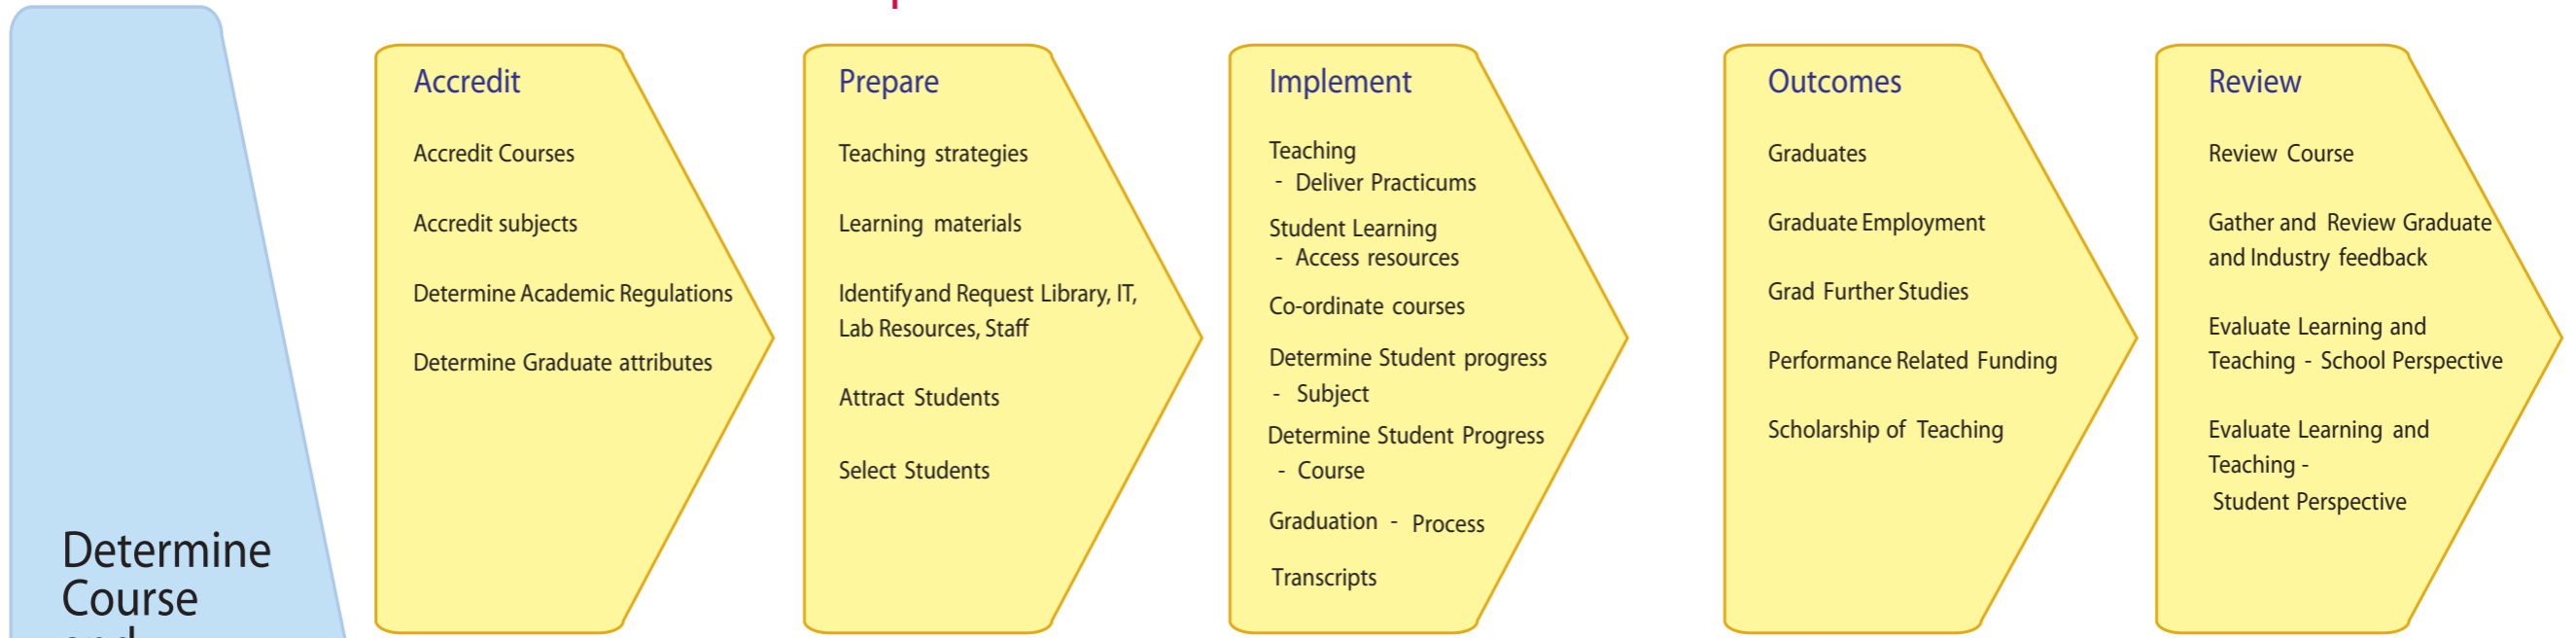 Determine
Course
and
Accredit
Accredit Courses
Accredit subjects
Determine Academic Regulations
Determine Graduate attributes
Prepare
Teaching strategies
Learning materials
Identify and Request Library, IT,
Lab Resources, Staff
Attract Students
Select Students
Implement
Teaching
- Deliver Practicums
Student Learning
- Access resources
Co-ordinate courses
Determine Student progress
- Subject
Determine Student Progress
- Course
Graduation - Process
Transcripts
Outcomes
Graduates
Graduate Employment
Grad Further Studies
Performance Related Funding
Scholarship of Teaching
Review
Review Course
Gather and Review Graduate
and Industry feedback
Evaluate Learning and
Teaching - School Perspective
Evaluate Learning and
Teaching -
Student Perspective